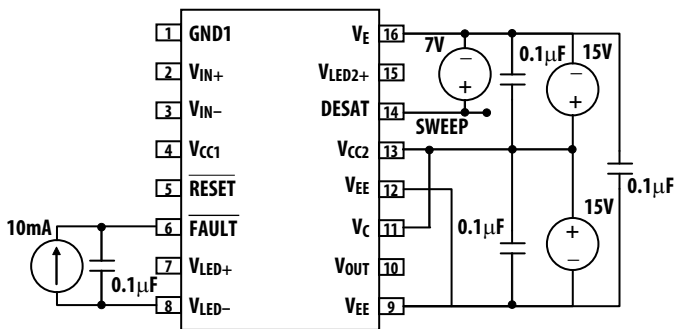 1 GND1 VE 16
2 VIN+ VLED2+ 15
3 VIN− DESAT 14
4 VCC1 VCC2 13
5 RESET VEE 12
6 FAULT VC 11
7 VLED+ VOUT 10
8 VLED− VEE 9
7V
0.1µF
15V
SWEEP
0.1µF
0.1µF
15V
10mA
0.1µF
− +
− +
+ −